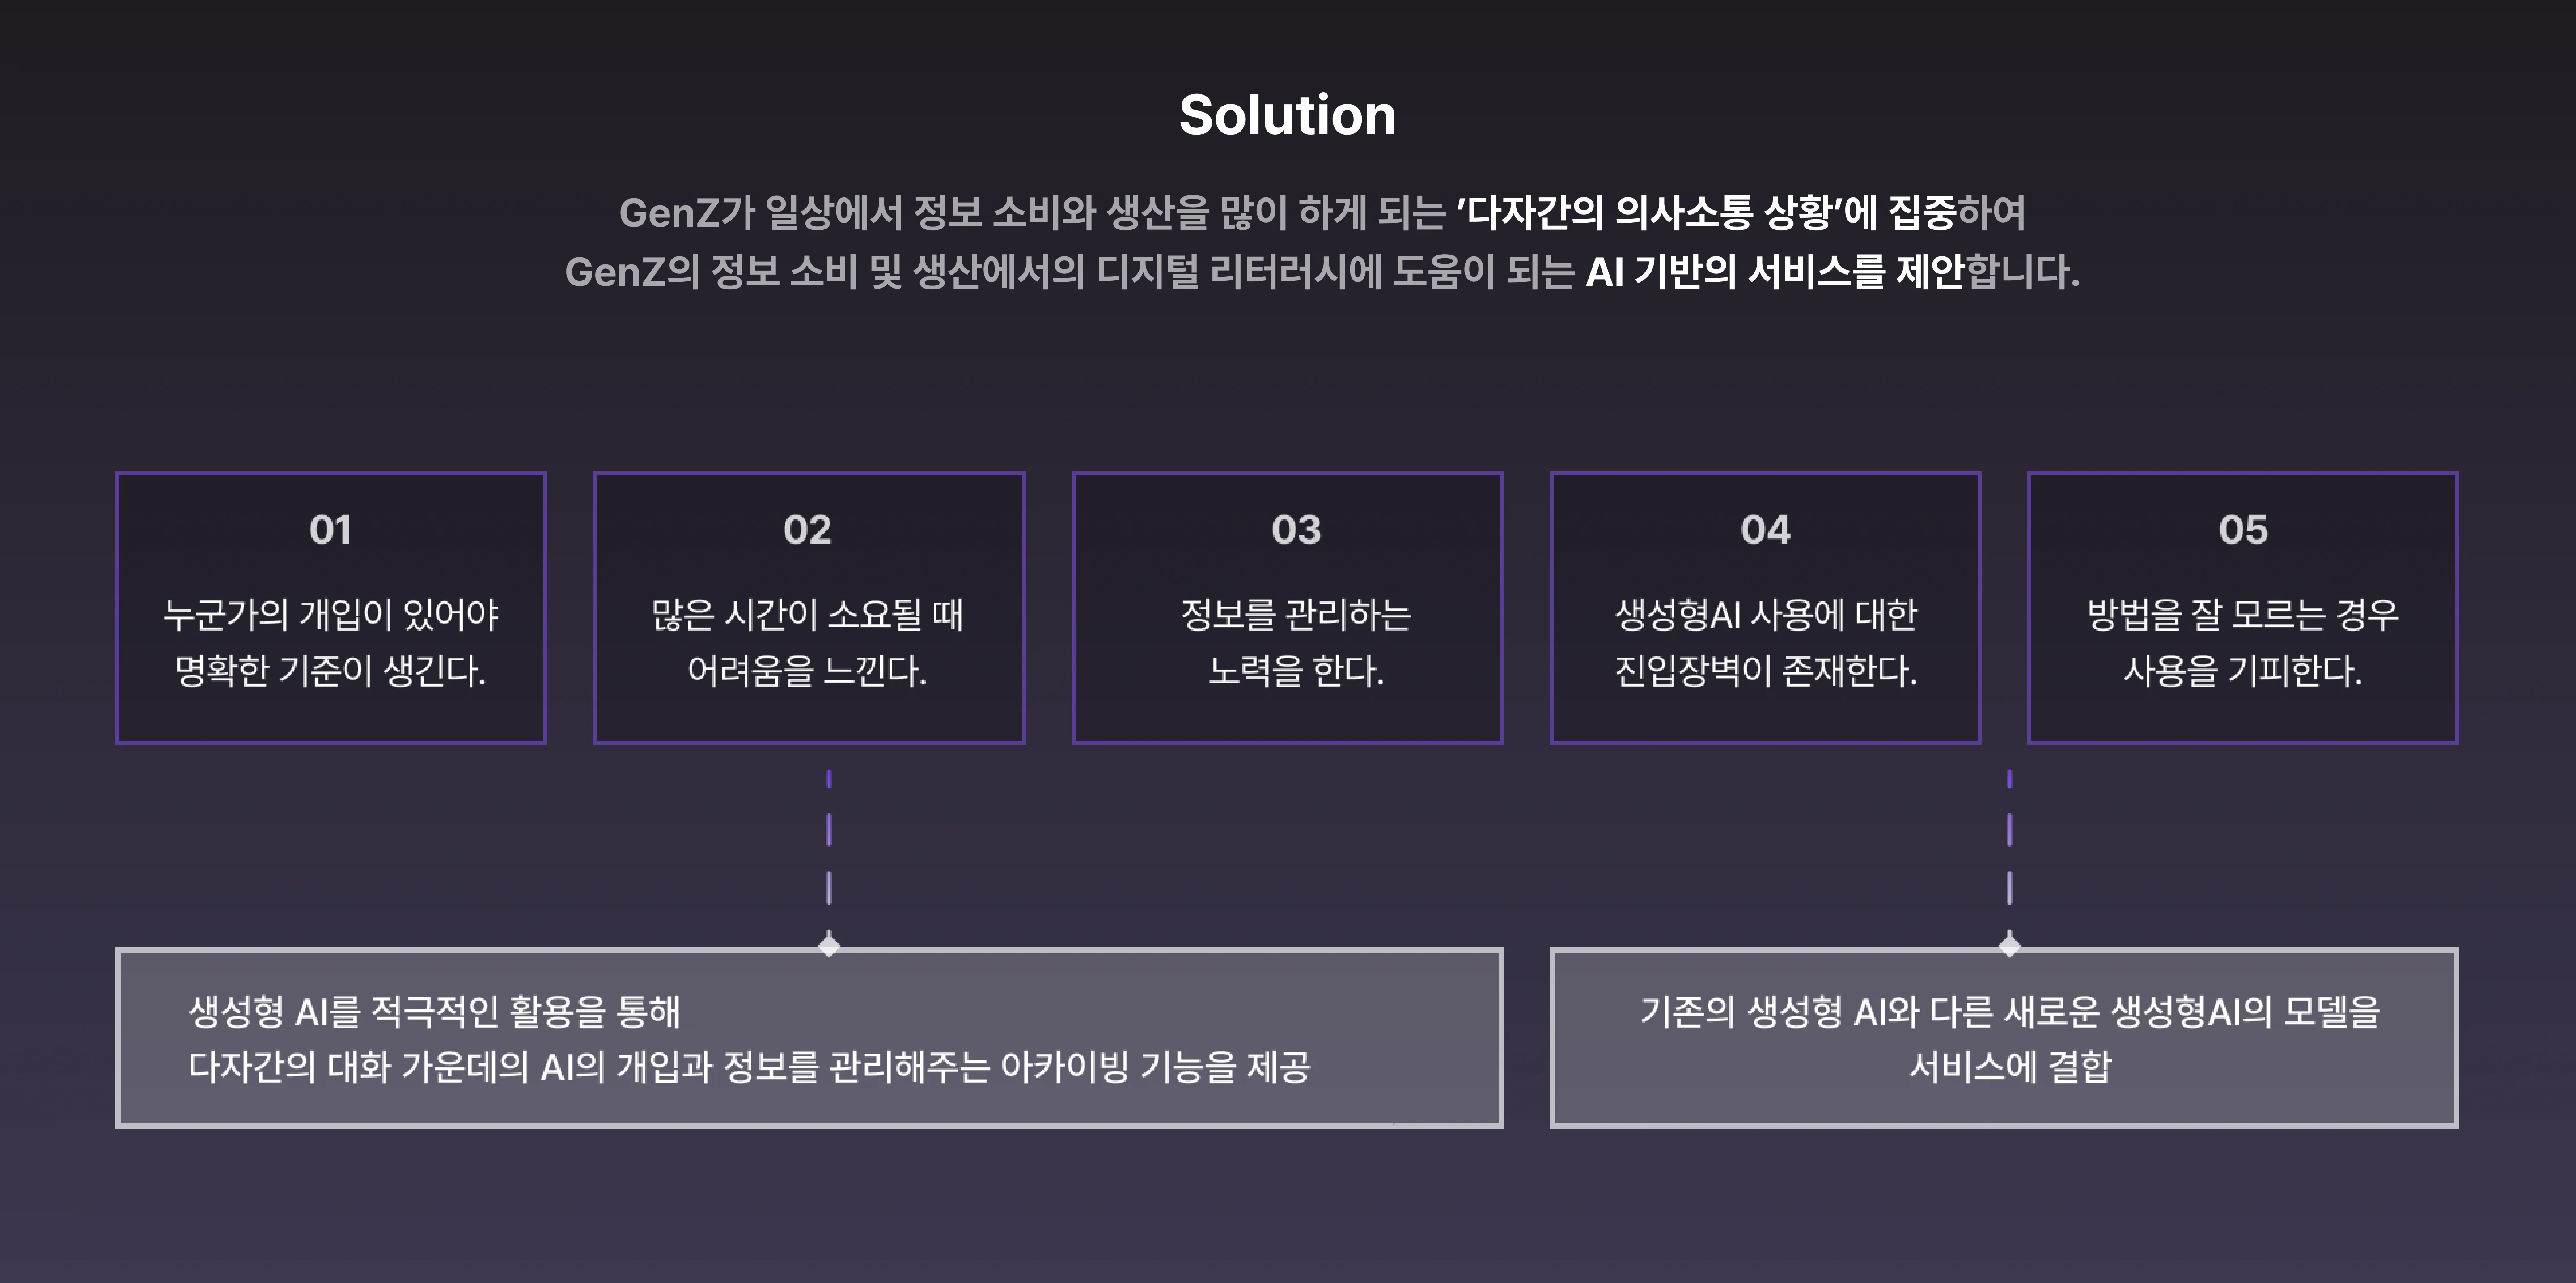 Solution
GenZ가 일상에서 정보 소비와 생산을 많이 하게 되는 '다자간의 의사소통 상황'에 집중하여
GenZ의 정보 소비 및 생산에서의 디지털 리터러시에 도움이 되는 AI 기반의 서비스를 제안합니다.
01
누군가의 개입이 있어야
명확한 기준이 생긴다.
02
많은 시간이 소요될 때
어려움을 느낀다.
03
정보를 관리하는
노력을 한다.
04
생성형AI 사용에 대한
진입장벽이 존재한다.
05
방법을 잘 모르는 경우
사용을 기피한다.
생성형 AI를 적극적인 활용을 통해
다자간의 대화 가운데의 AI의 개입과 정보를 관리해주는 아카이빙 기능을 제공
기존의 생성형 AI와 다른 새로운 생성형AI의 모델을
서비스에 결합